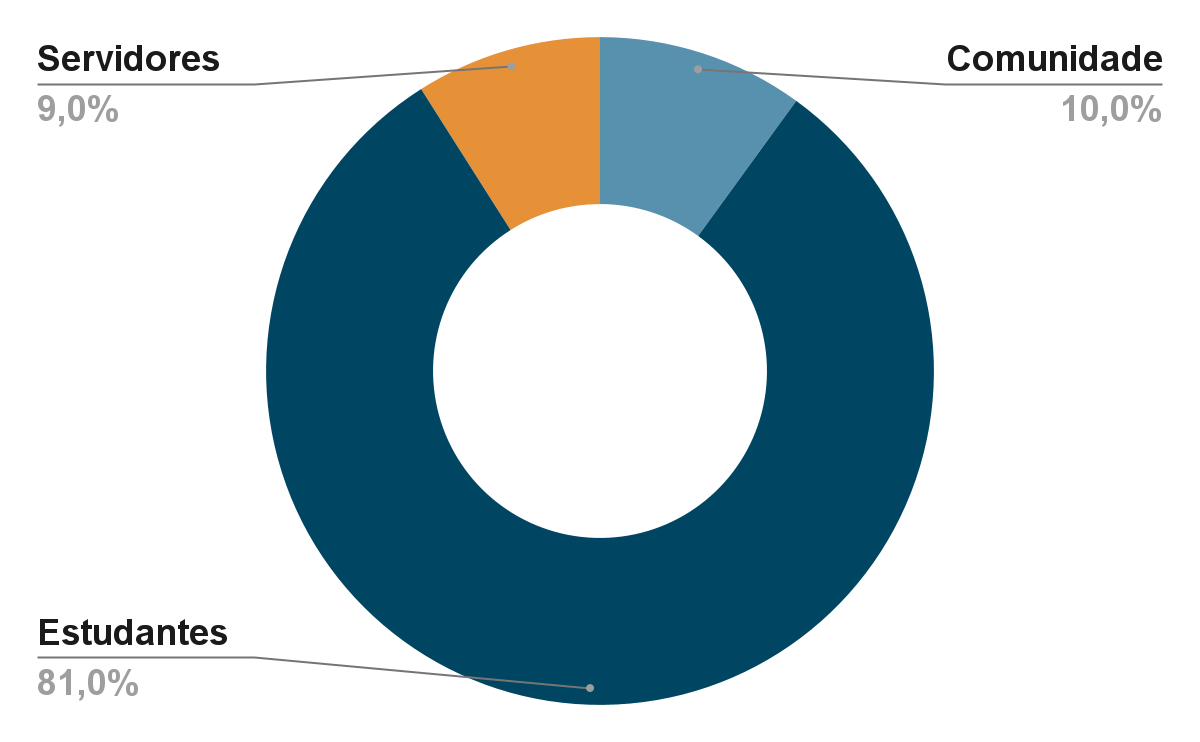 Servidores
9,0%
Comunidade
10,0%
Estudantes
81,0%